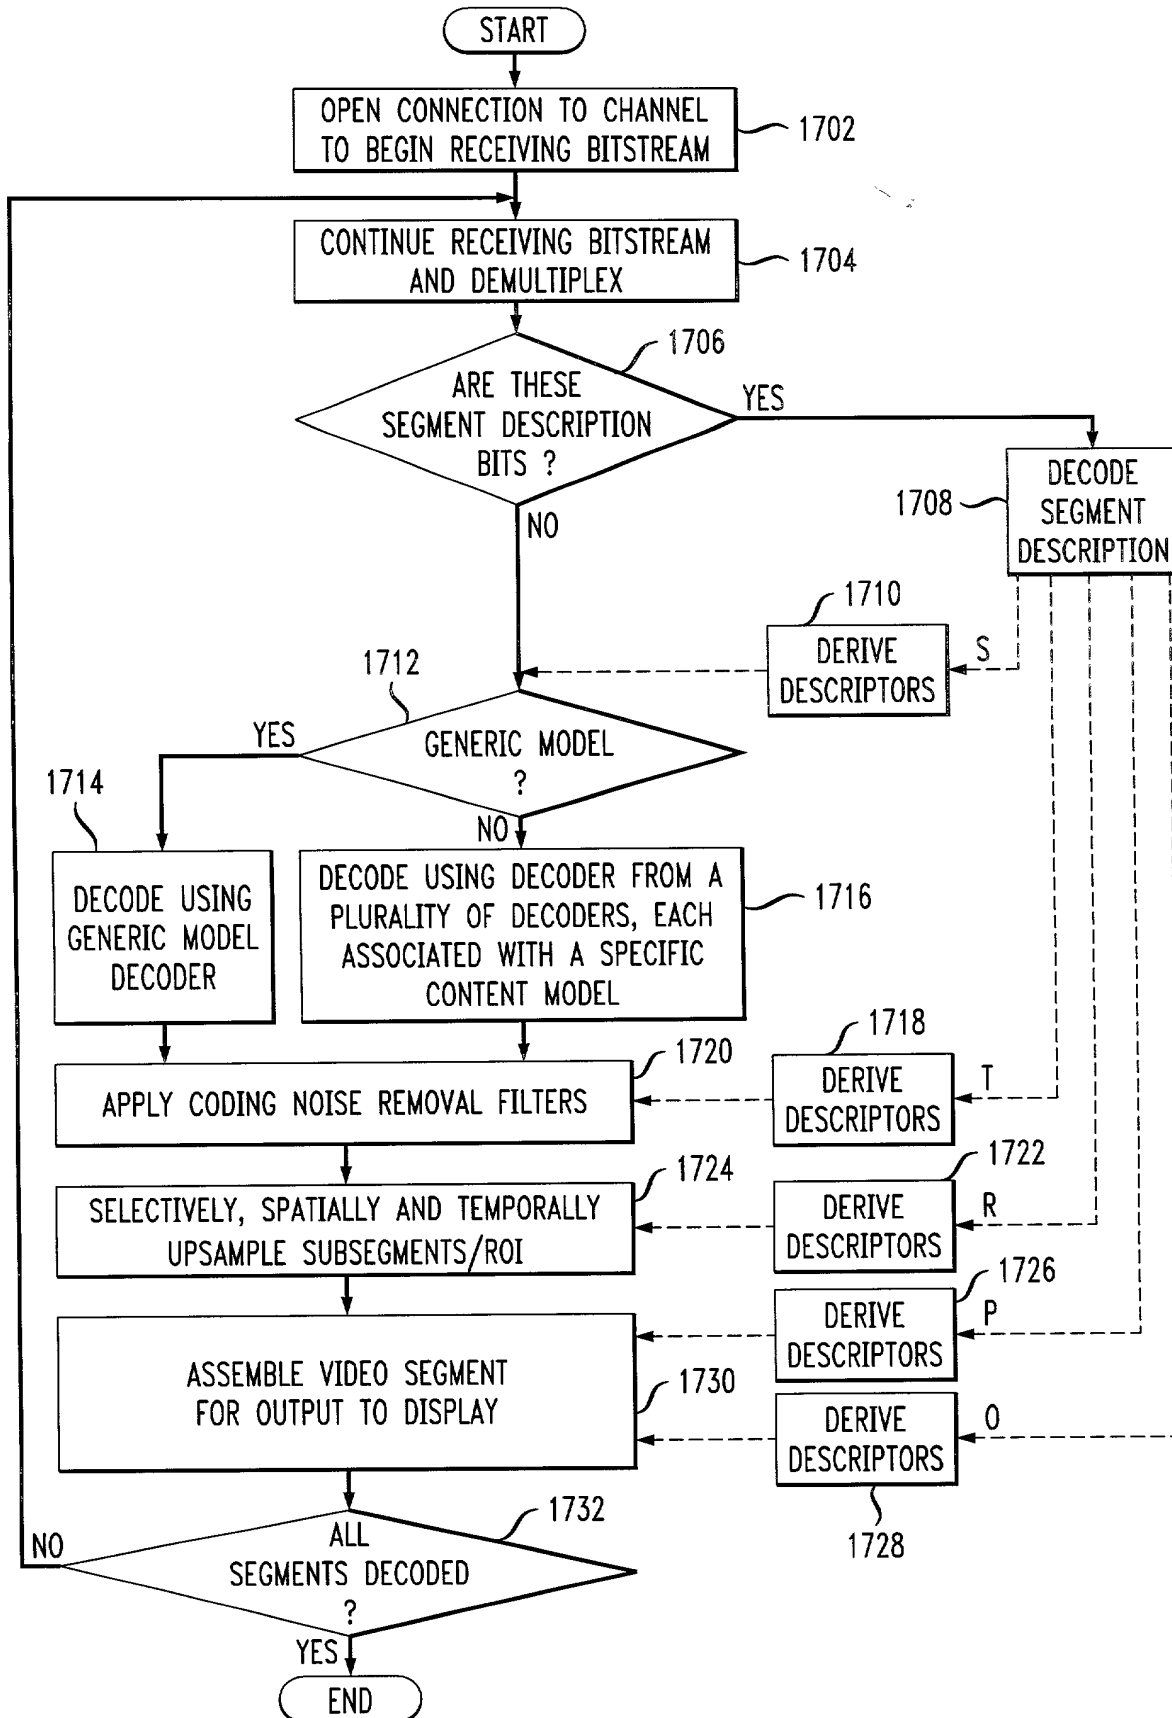 START
OPEN CONNECTION TO CHANNEL
TO BEGIN RECEIVING BITSTREAM
1702
CONTINUE RECEIVING BITSTREAM
AND DEMULTIPLEX
1704
1706
ARE THESE
SEGMENT DESCRIPTION
BITS ?
YES
NO
DECODE
SEGMENT
DESCRIPTION
1708
1710
DERIVE
DESCRIPTORS
S
1712
GENERIC MODEL
?
YES
NO
1714
DECODE USING
GENERIC MODEL
DECODER
DECODE USING DECODER FROM A
PLURALITY OF DECODERS, EACH
ASSOCIATED WITH A SPECIFIC
CONTENT MODEL
1716
1718
1720
APPLY CODING NOISE REMOVAL FILTERS
DERIVE
DESCRIPTORS
T
1722
1724
SELECTIVELY, SPATIALLY AND TEMPORALLY
UPSAMPLE SUBSEGMENTS/ROI
DERIVE
DESCRIPTORS
R
1726
DERIVE
DESCRIPTORS
P
ASSEMBLE VIDEO SEGMENT
FOR OUTPUT TO DISPLAY
1730
DERIVE
DESCRIPTORS
O
1728
1732
ALL
SEGMENTS DECODED
?
NO
YES
END